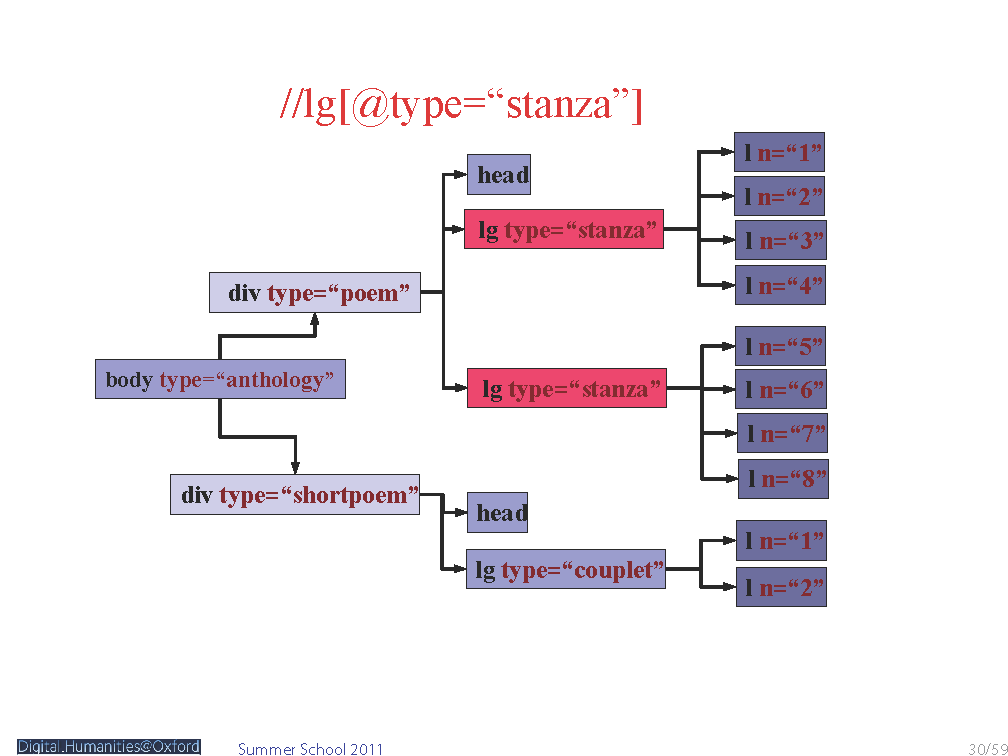 //lg[@type=“stanza”]
body type=“anthology”
div type=“poem”
head
lg type=“stanza”
l n=“1”
l n=“2”
l n=“3”
l n=“4”
lg type=“stanza”
l n=“5”
l n=“6”
l n=“7”
l n=“8”
div type=“shortpoem”
head
lg type=“couplet”
l n=“1”
l n=“2”
Digital.Humanities@Oxford
Summer School 2011
30/59